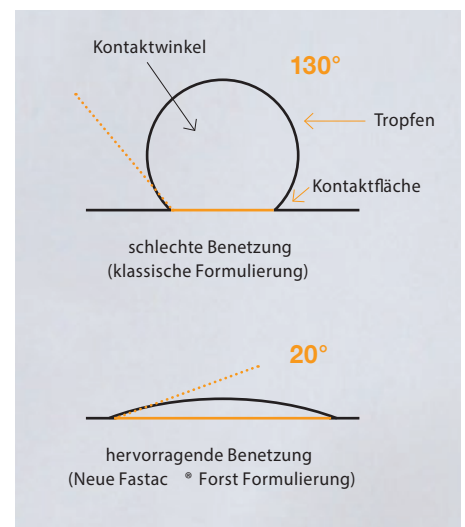 Kontaktwinkel
130°
Tropfen
Kontaktfläche
schlechte Benetzung
(klassische Formulierung)
20°
hervorragende Benetzung
(Neue Fastac ® Forst Formulierung)